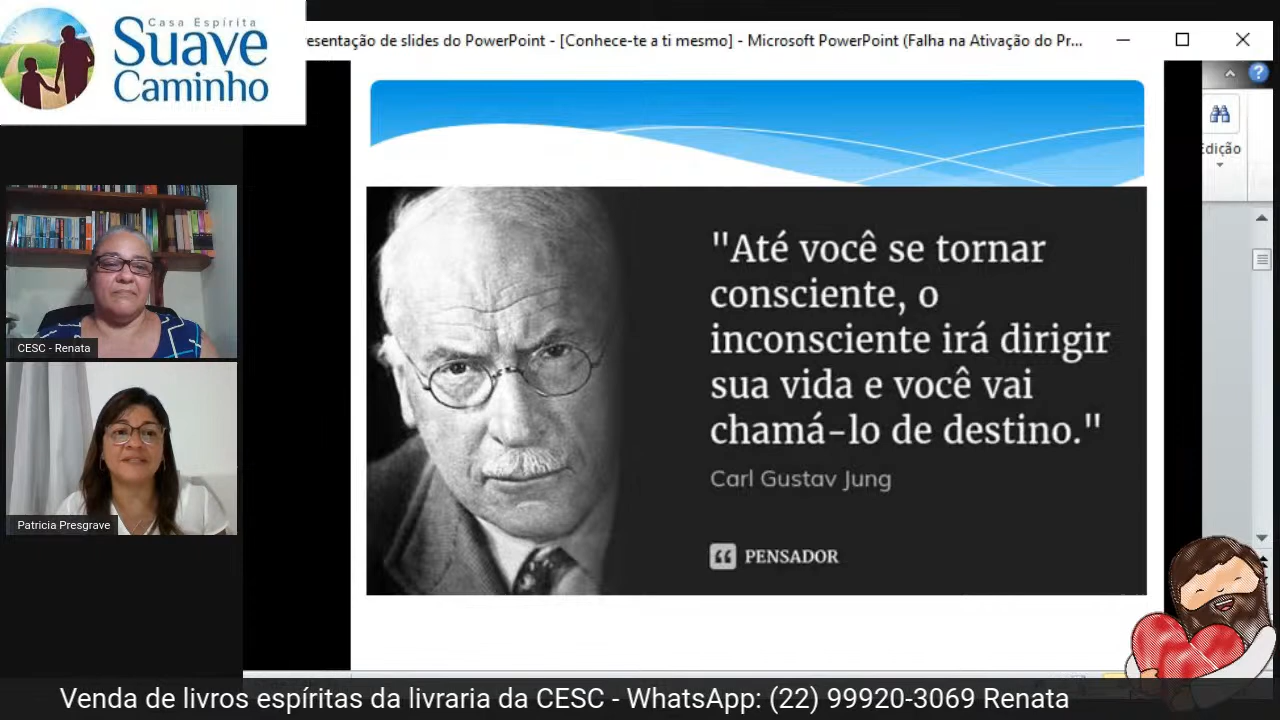 Casa Espírita
Suave
Caminho
esentação de slides do PowerPoint - [Conhece-te a ti mesmo] - Microsoft PowerPoint (Falha na Ativação do Pr...
dição
"Até você se tornar
consciente, o
inconsciente irá dirigir
sua vida e você vai
chamá-lo de destino."
Carl Gustav Jung
PENSADOR
CESC - Renata
Patricia Presgrave
Venda de livros espíritas da livraria da CESC - WhatsApp: (22) 99920-3069 Renata